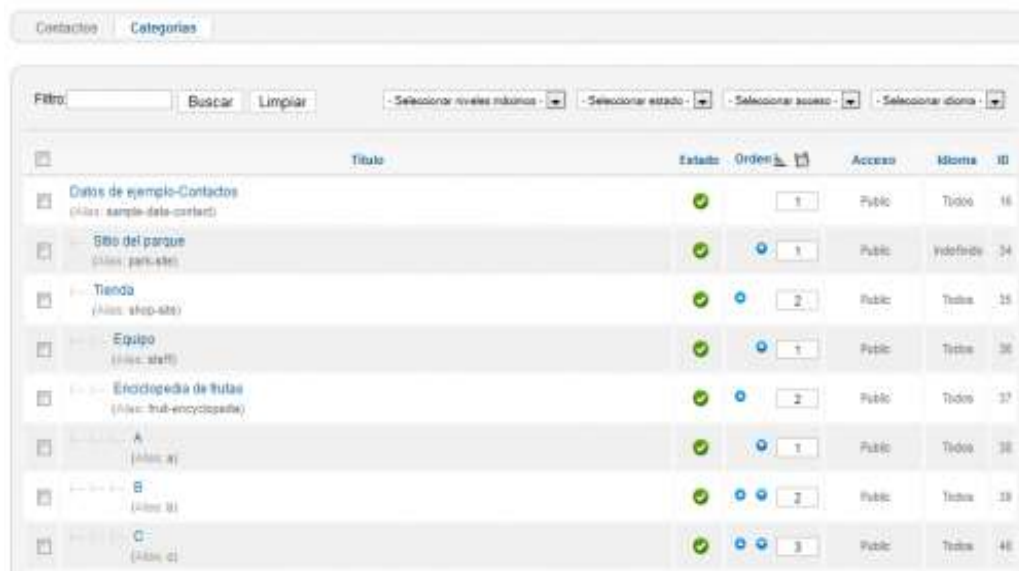 Contactos Categorías
Filtro: Buscar Limpiar - Seleccionar niveles máximos - - Seleccionar estado - - Seleccionar acceso - - Seleccionar idioma -
Título Estado Orden Acceso Idioma ID
Datos de ejemplo-Contactos 1 Public Todos 16
(Alias: sample-data-contact)
Sitio del parque 1 Public Indefinido 34
(Alias: park-site)
Tienda 2 Public Todos 35
(Alias: shop-site)
Equipo 1 Public Todos 36
(Alias: staff)
Enciclopedia de frutas 2 Public Todos 37
(Alias: fruit-encyclopedia)
A 1 Public Todos 38
(Alias: a)
B 2 Public Todos 39
(Alias: b)
C 3 Public Todos 40
(Alias: c)